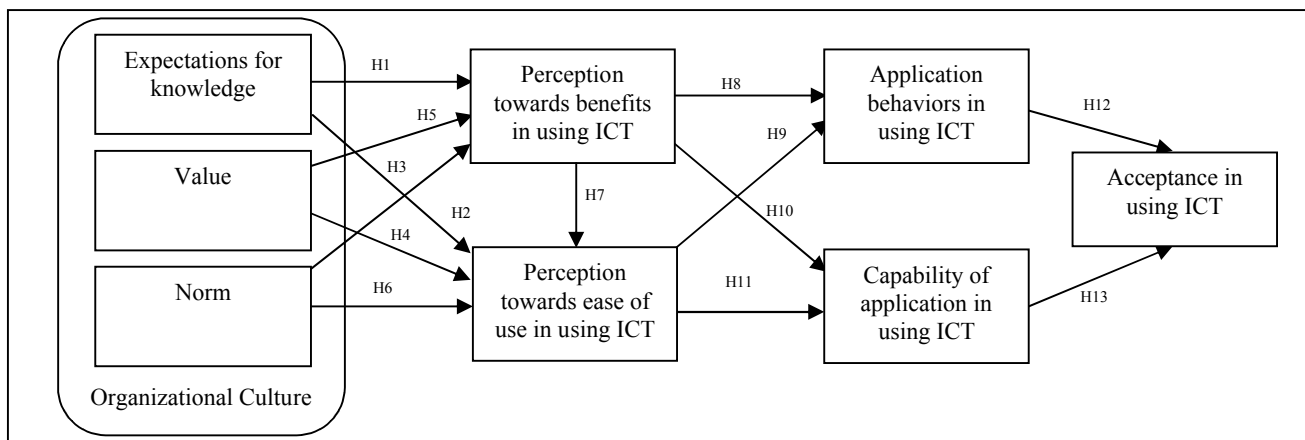 Expectations for
knowledge
Value
Norm
Organizational Culture
H1
H5
H3
H2
H4
H6
Perception
towards benefits
in using ICT
H7
Perception
towards ease of
use in using ICT
H8
H9
H10
H11
Application
behaviors in
using ICT
Capability of
application in
using ICT
H12
H13
Acceptance in
using ICT